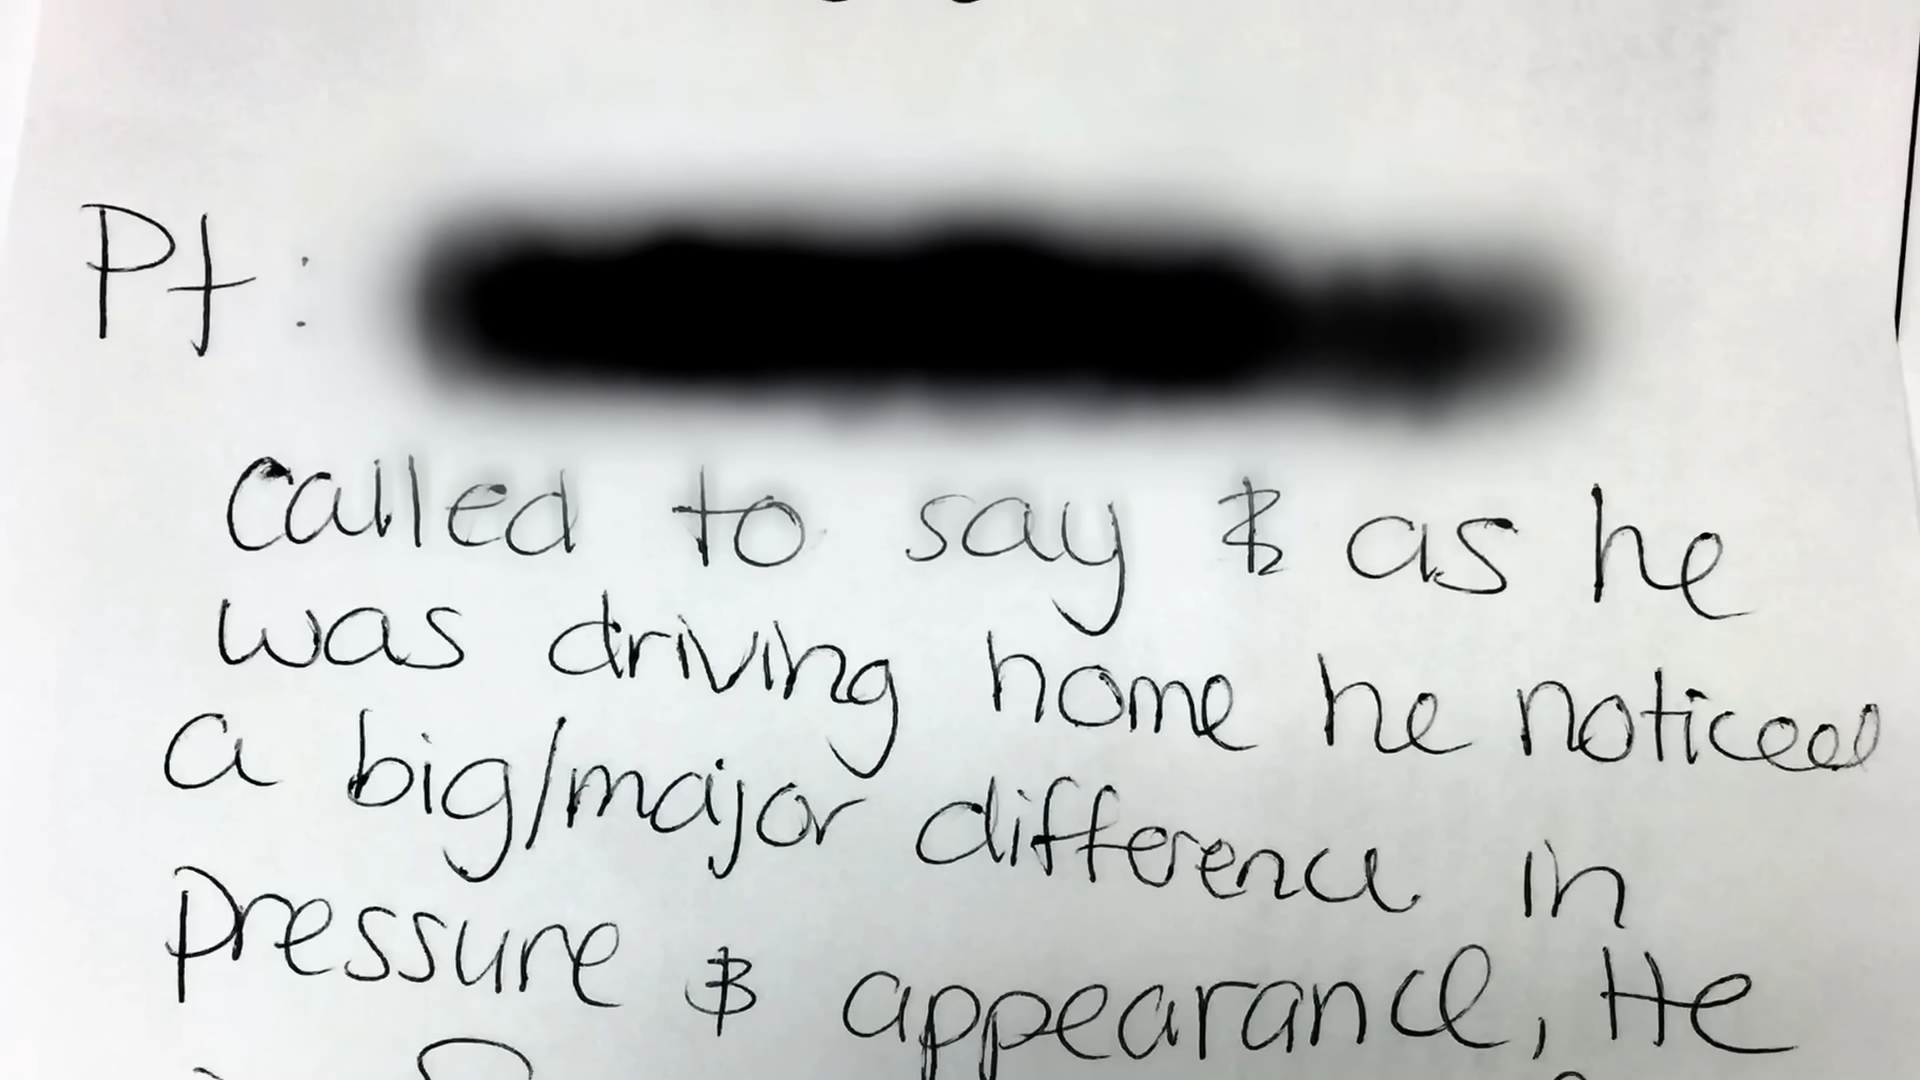 Pt:
called to say & as he
was driving home he noticed
a big/major difference in
pressure & appearance, He